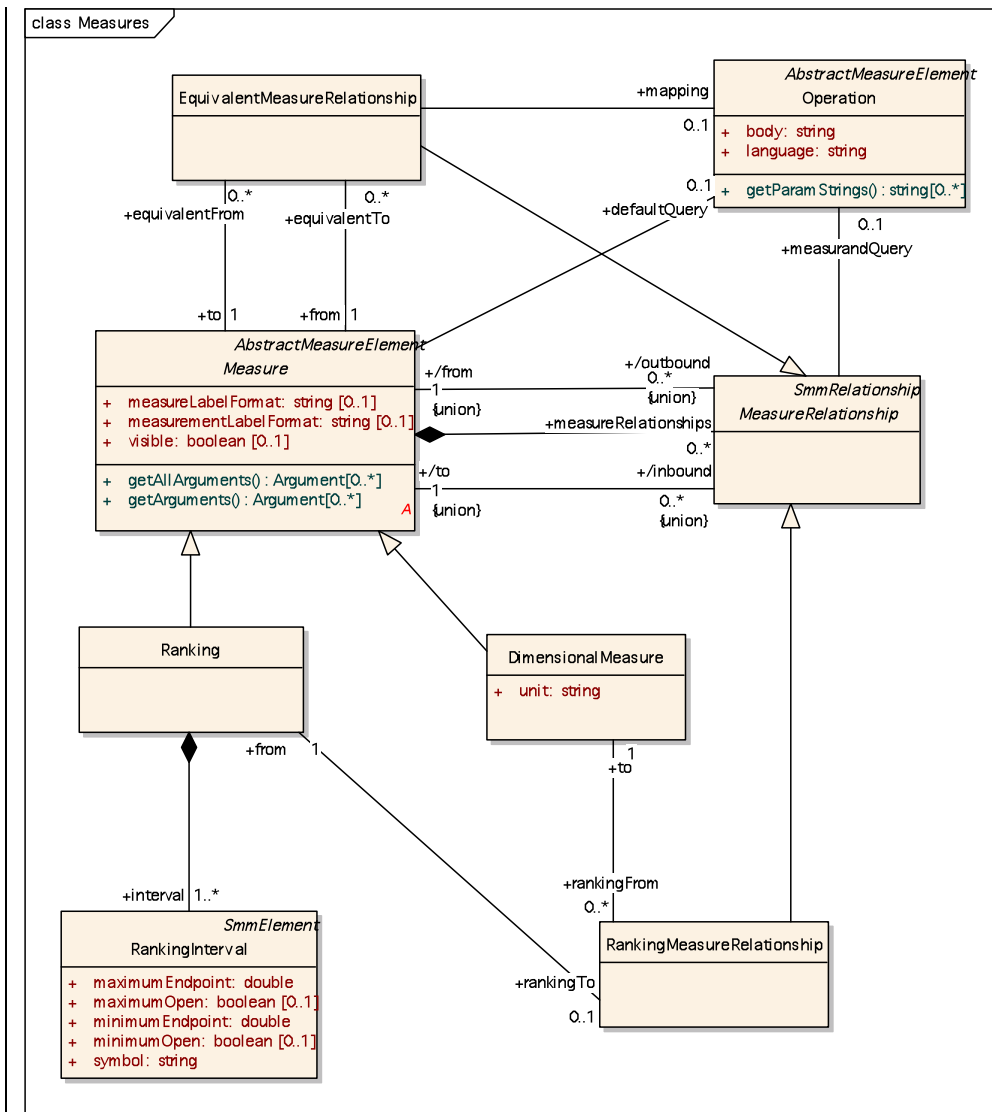 class Measures
AbstractMeasureElement
Operation
+ body: string
+ language: string
+ getParamStrings() : string[0..*]
EquivalentMeasureRelationship
+mapping
0..1
0..*
+equivalentFrom
0..*
+equivalentTo
0..1
+defaultQuery
0..1
+measurandQuery
+to 1
+from 1
AbstractMeasureElement
Measure
+ measureLabelFormat: string [0..1]
+ measurementLabelFormat: string [0..1]
+ visible: boolean [0..1]
+ getAllArguments() : Argument[0..*]
+ getArguments() : Argument[0..*]
A
+/from
1
{union}
+/outbound
0..*
{union}
+measureRelationships
0..*
+/to
1
{union}
+/inbound
0..*
{union}
SmmRelationship
MeasureRelationship
Ranking
DimensionalMeasure
+ unit: string
+from 1
1
+to
+interval 1..*
+rankingFrom
0..*
SmmElement
RankingInterval
+ maximumEndpoint: double
+ maximumOpen: boolean [0..1]
+ minimumEndpoint: double
+ minimumOpen: boolean [0..1]
+ symbol: string
RankingMeasureRelationship
+rankingTo
0..1